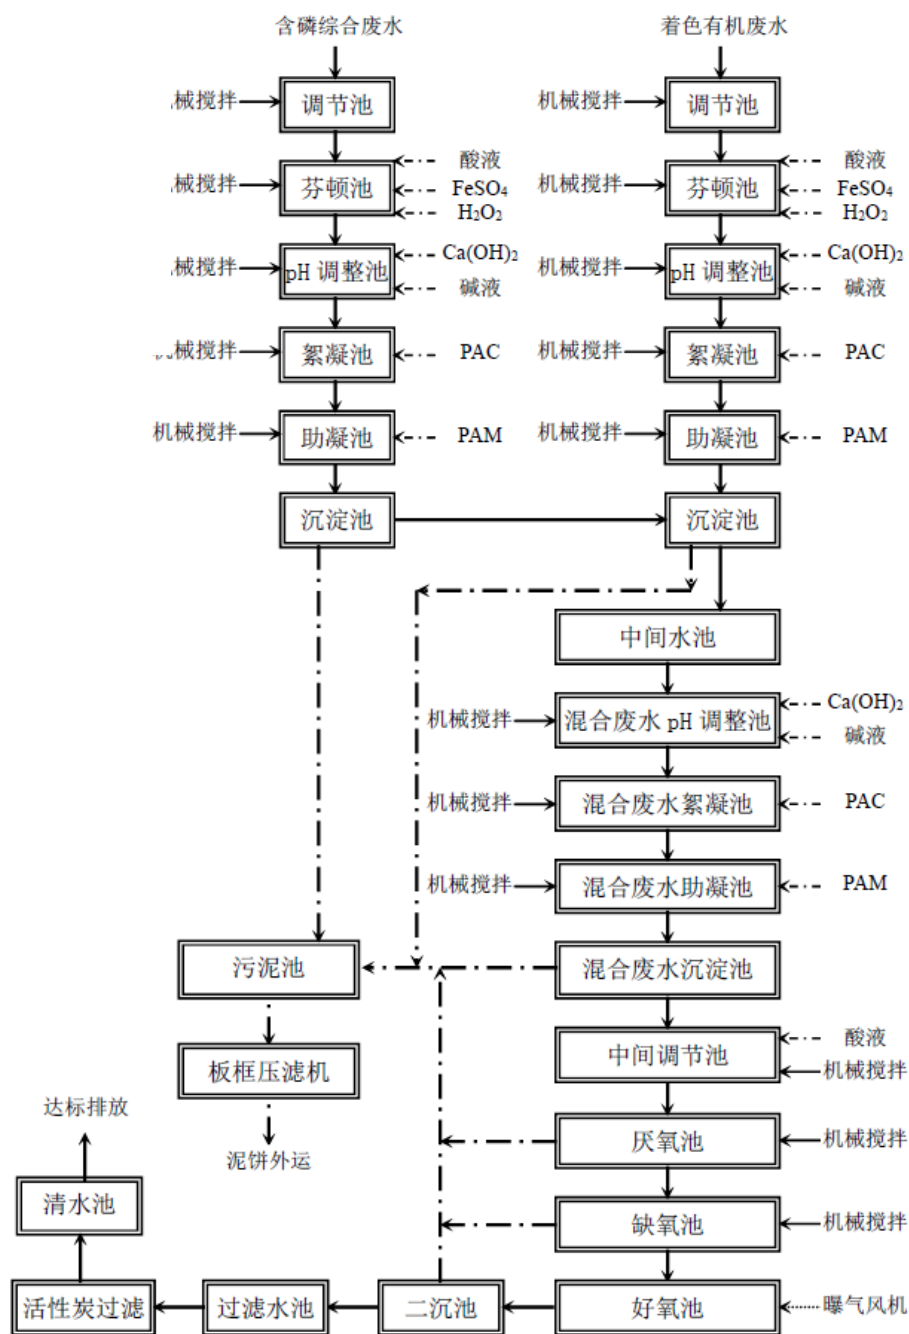 含磷综合废水 着色有机废水
械搅拌 调节池 机械搅拌 调节池
酸液 酸液
械搅拌 芬顿池 FeSO₄ 机械搅拌 芬顿池 FeSO₄
H₂O₂ H₂O₂
械搅拌 pH 调整池 Ca(OH)₂ 机械搅拌 pH 调整池 Ca(OH)₂
碱液 碱液
械搅拌 絮凝池 PAC 机械搅拌 絮凝池 PAC
机械搅拌 助凝池 PAM 机械搅拌 助凝池 PAM
沉淀池 沉淀池
中间水池
机械搅拌 混合废水 pH 调整池 Ca(OH)₂
碱液
机械搅拌 混合废水絮凝池 PAC
机械搅拌 混合废水助凝池 PAM
污泥池 混合废水沉淀池
酸液
板框压滤机 中间调节池 机械搅拌
达标排放
泥饼外运 厌氧池 机械搅拌
清水池 缺氧池 机械搅拌
活性炭过滤 过滤水池 二沉池 好氧池 曝气风机